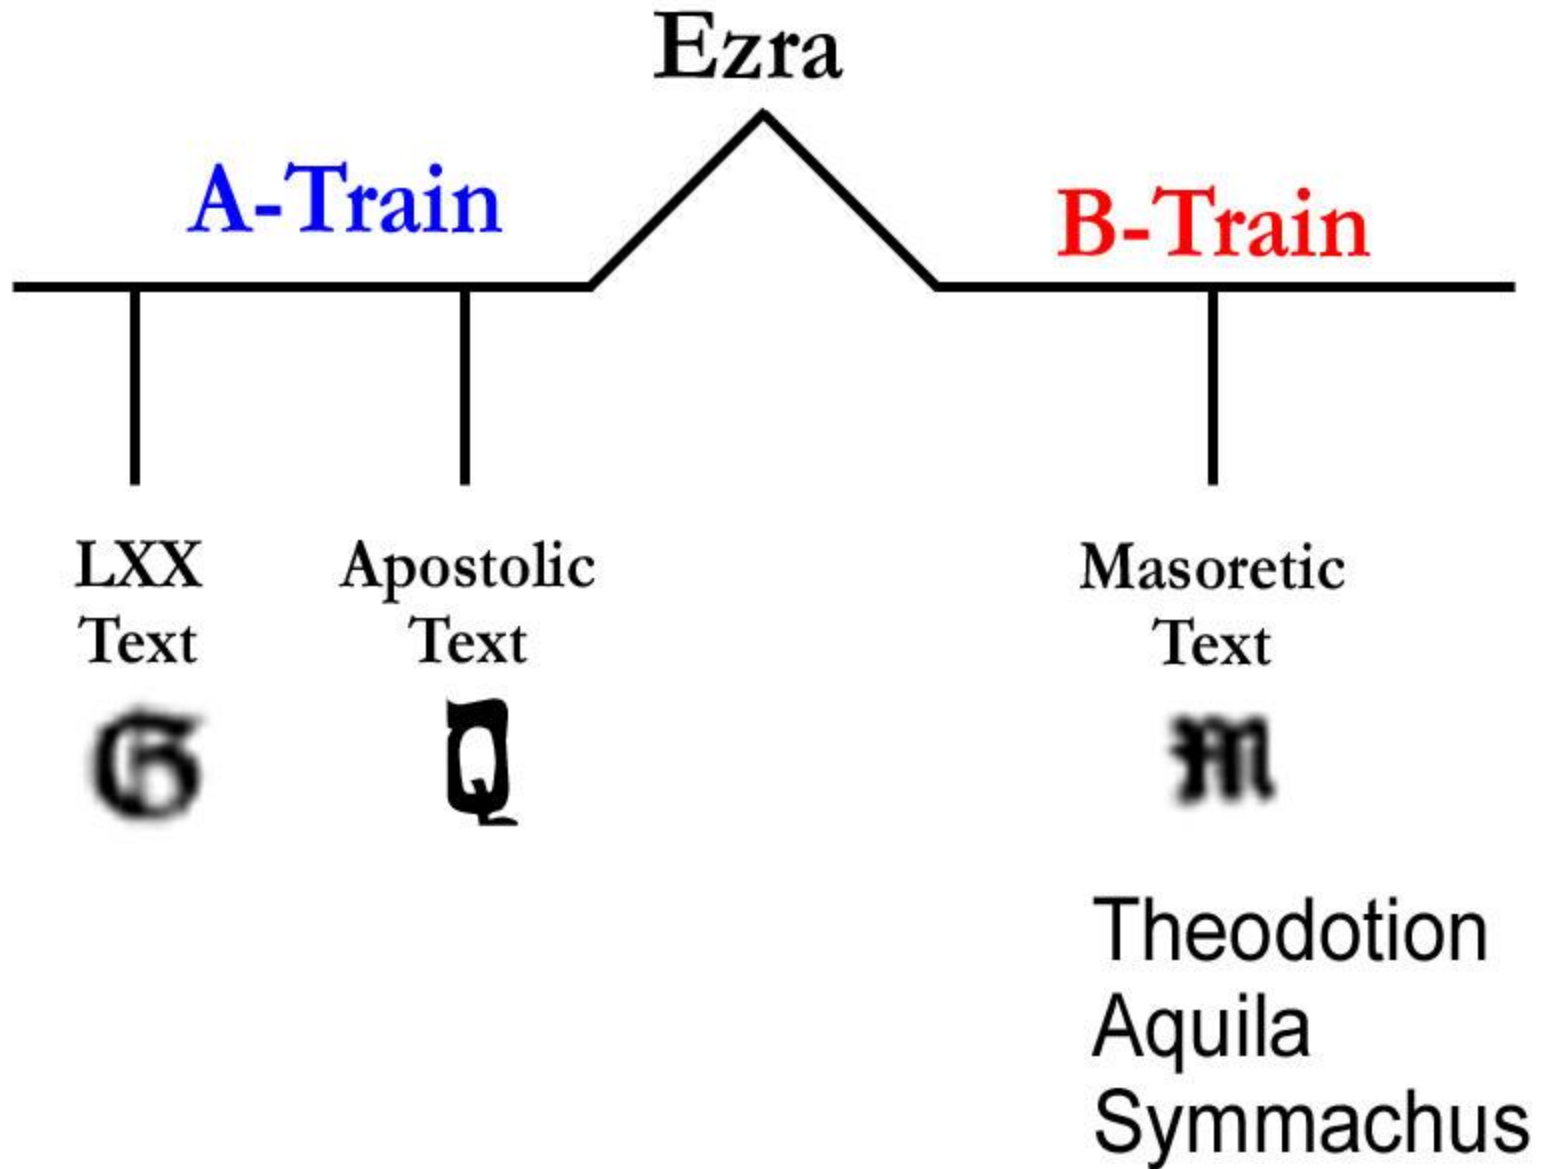 Ezra
A-Train
B-Train
LXX
Text
Apostolic
Text
Masoretic
Text
𝔊
Q
𝔐
Theodotion
Aquila
Symmachus